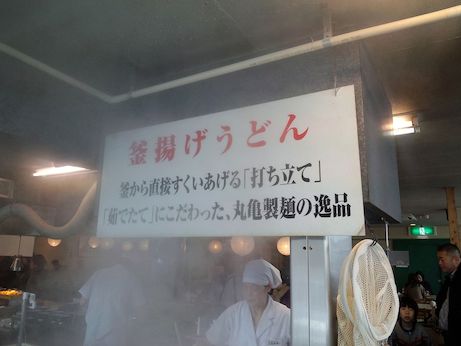 釜揚げうどん
釜から直接すくいあげる「打ち立て」
「茹でたて」にこだわった、丸亀製麺の逸品